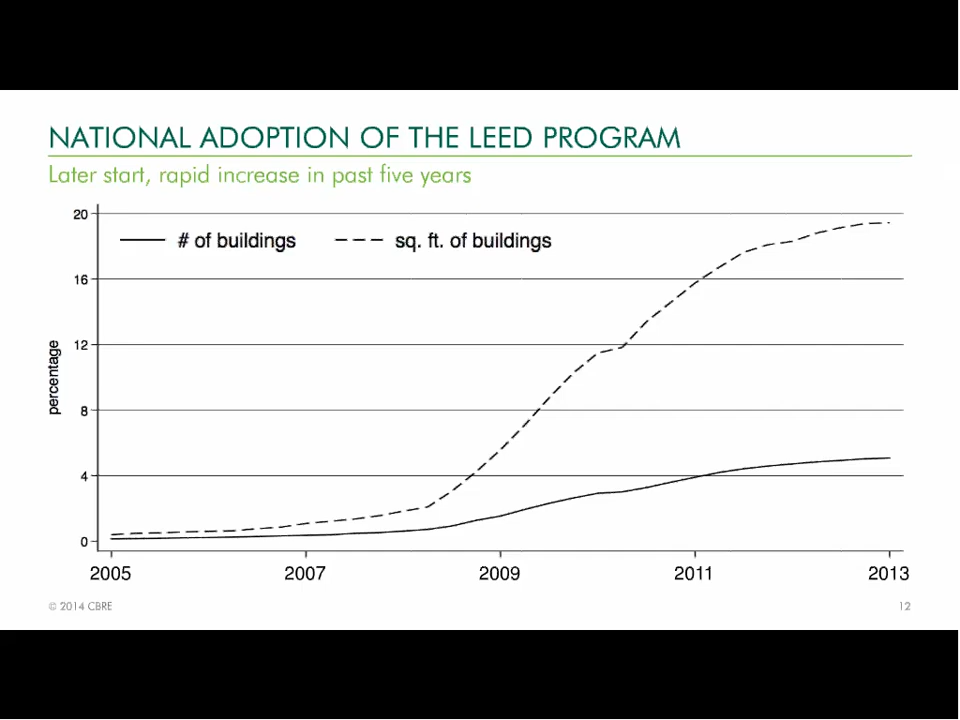 NATIONAL ADOPTION OF THE LEED PROGRAM
Later start, rapid increase in past five years
# of buildings
sq. ft. of buildings
percentage
20
16
12
8
4
0
2005 2007 2009 2011 2013
© 2014 CBRE
12